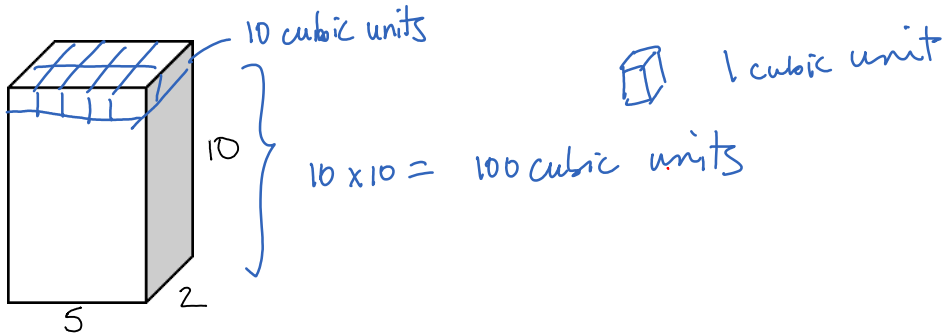 10 cubic units
1 cubic unit
10
10 x 10 = 100 cubic units
2
5